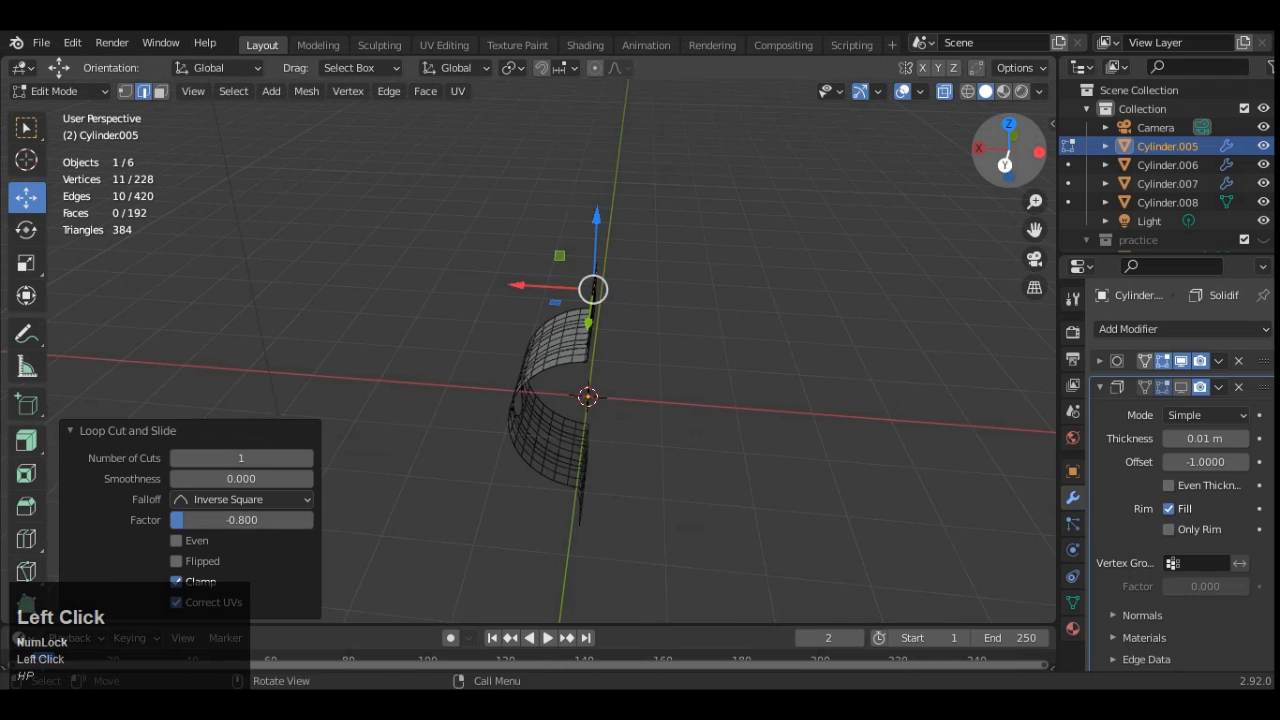 File Edit Render Window Help Layout Modeling Sculpting UV Editing Texture Paint Shading Animation Rendering Compositing Scripting + Scene View Layer
Orientation: Global Drag: Select Box Global X Y Z Options
Edit Mode View Select Add Mesh Vertex Edge Face UV
User Perspective
(2) Cylinder.005
Objects 1 / 6
Vertices 11 / 228
Edges 10 / 420
Faces 0 / 192
Triangles 384
Z
X
Y
Scene Collection
Collection
Camera
Cylinder.005
Cylinder.006
Cylinder.007
Cylinder.008
Light
practice
Cylinder... Solidif
Add Modifier
Mode Simple
Thickness 0.01 m
Offset -1.0000
Even Thickn...
Rim Fill
Only Rim
Vertex Gro...
Factor 0.000
Normals
Materials
Edge Data
Loop Cut and Slide
Number of Cuts 1
Smoothness 0.000
Falloff Inverse Square
Factor -0.800
Even
Flipped
Clamp
Correct UVs
Left Click
NumLock
Left Click
HP
Playback Keying View Marker 2 Start 1 End 250
Select Move Rotate View Call Menu 2.92.0